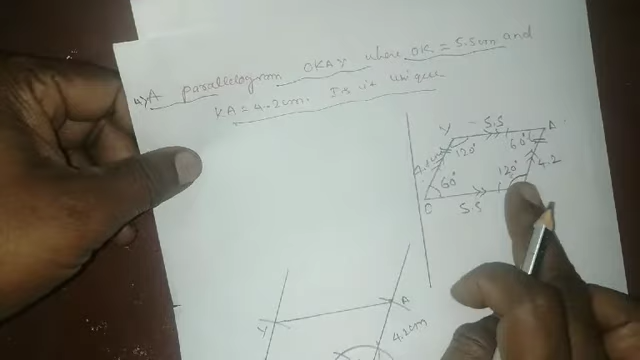 4) A parallelogram OKAY where OK = 5.5cm and
KA = 4.2cm. Is it unique
Y 5.5 A
120° 60°
60° 120° 4.2
O 5.5
Y A
4.2cm